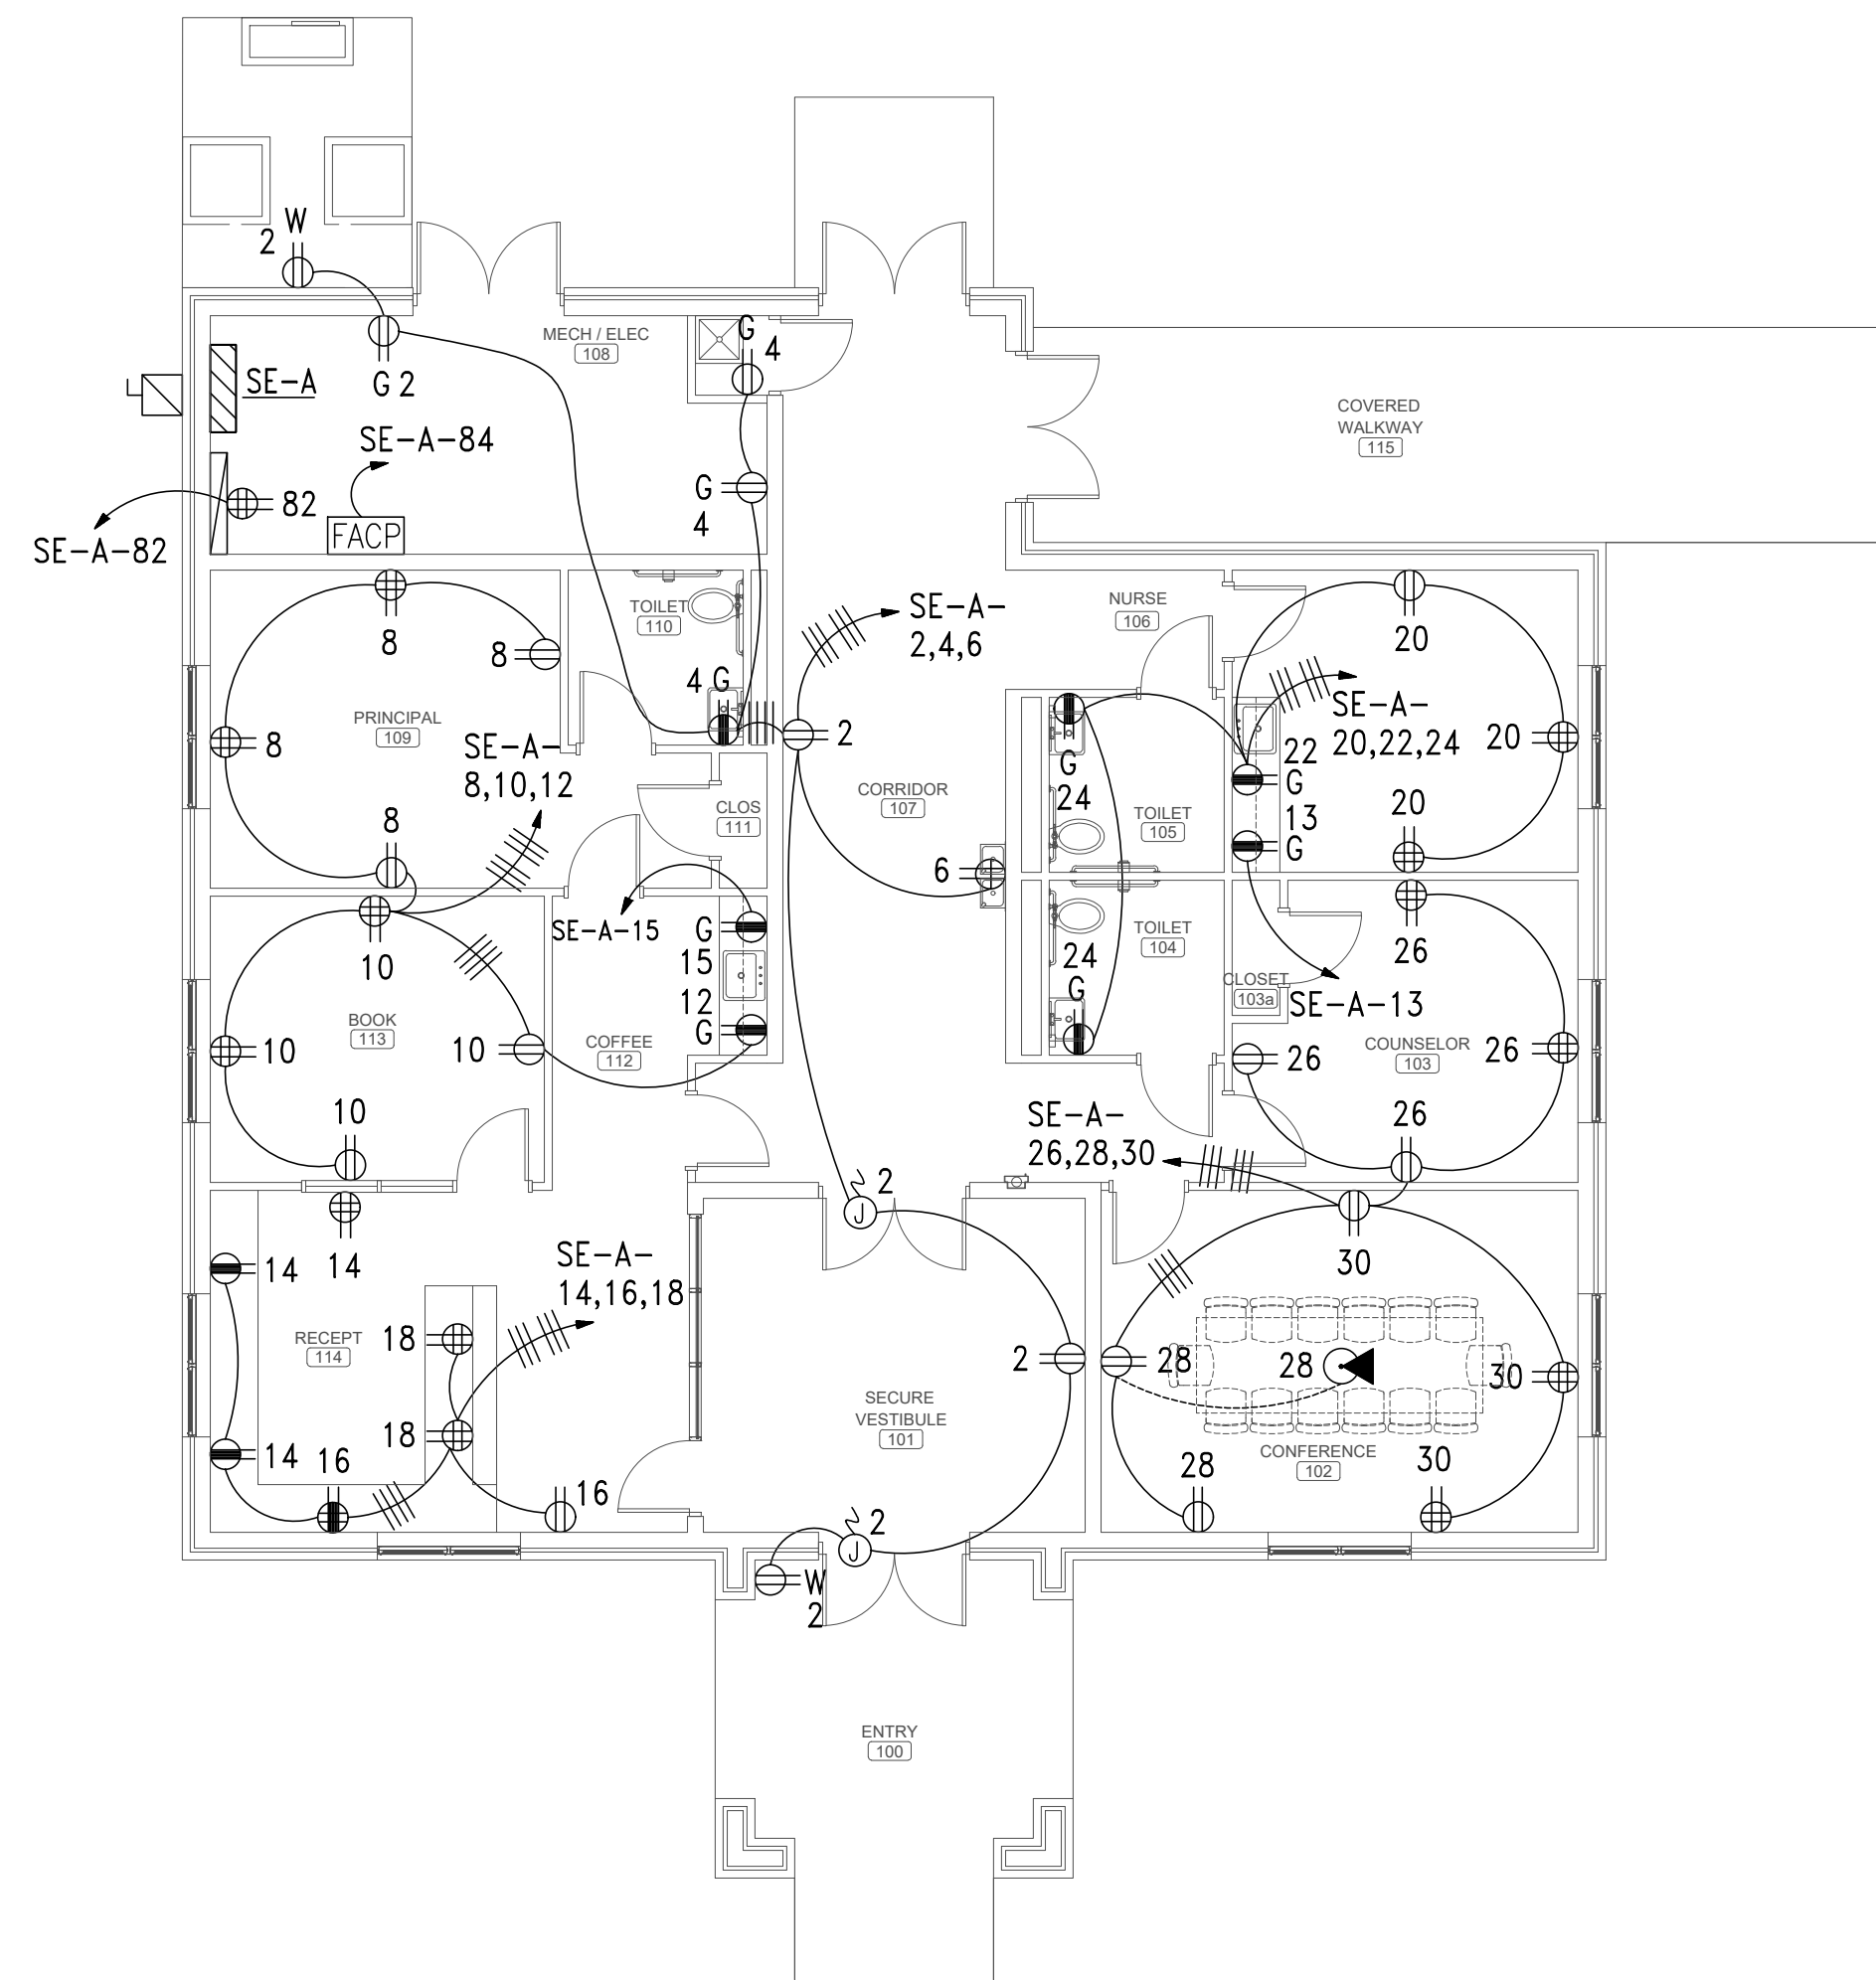 W
2
MECH / ELEC
108
G
4
SE-A
G 2
COVERED
WALKWAY
115
SE-A-84
G
4
82
FACP
SE-A-82
TOILET
110
SE-A-
2,4,6
NURSE
106
8
8
20
4 G
PRINCIPAL
109
8
SE-A-
8,10,12
2
SE-A-
20,22,24
20
22
G
G
24
CORRIDOR
107
CLOS
111
8
TOILET
105
13
G
20
6
SE-A-15
G
15
12
G
10
24
G
TOILET
104
26
CLOSET
103a
SE-A-13
BOOK
113
10
10
COFFEE
112
COUNSELOR
103
26
26
10
SE-A-
26,28,30
26
2
J
14
14
SE-A-
14,16,18
30
RECEPT
114
18
2
28
28
30
SECURE
VESTIBULE
101
18
14
16
CONFERENCE
102
28
30
16
2
J
W
2
ENTRY
100